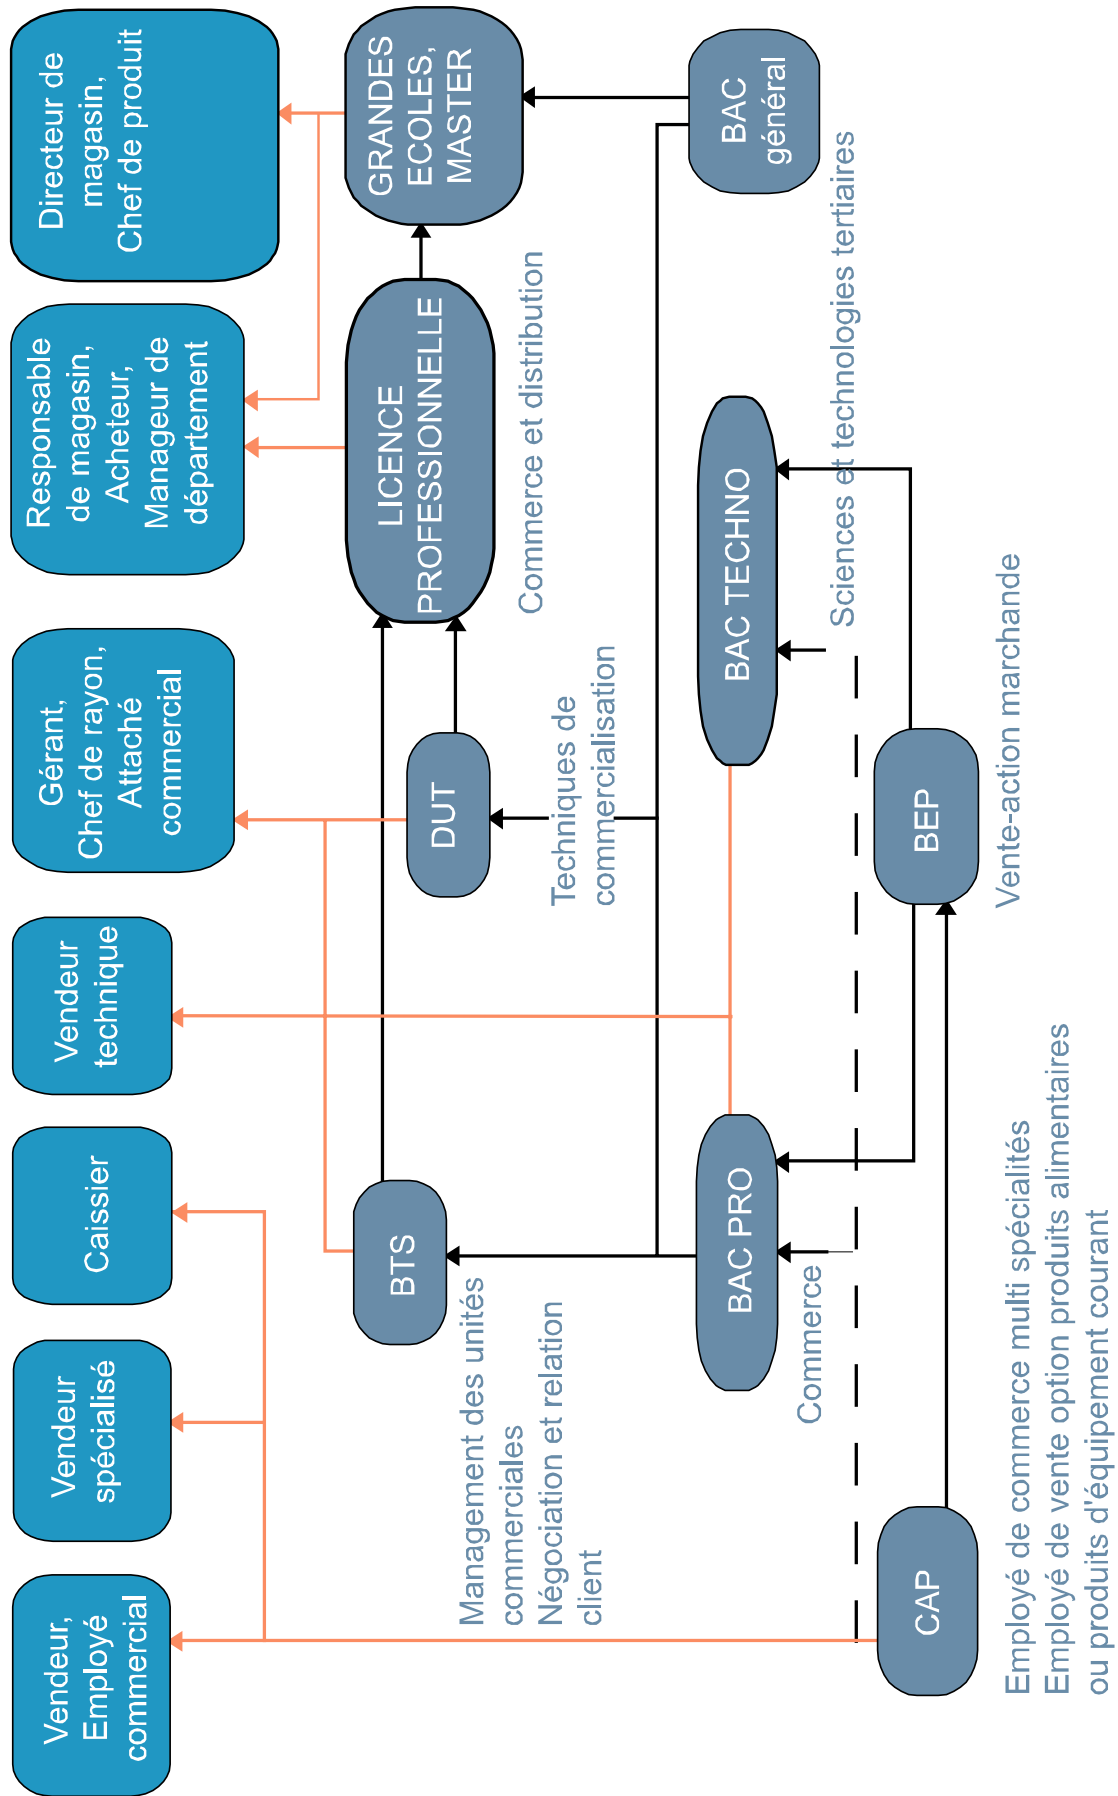 Vendeur,
Employé
commercial
Vendeur
spécialisé
Caissier
Vendeur
technique
Gérant,
Chef de rayon,
Attaché
commercial
Responsable
de magasin,
Acheteur,
Manageur de
département
Directeur de
magasin,
Chef de produit
BTS
Management des unités
commerciales
Négociation et relation
client
DUT
Techniques de
commercialisation
LICENCE
PROFESSIONNELLE
Commerce et distribution
GRANDES
ECOLES,
MASTER
BAC PRO
Commerce
BAC TECHNO
Sciences et technologies tertiaires
BAC
général
CAP
Employé de commerce multi spécialités
Employé de vente option produits alimentaires
ou produits d'équipement courant
BEP
Vente-action marchande